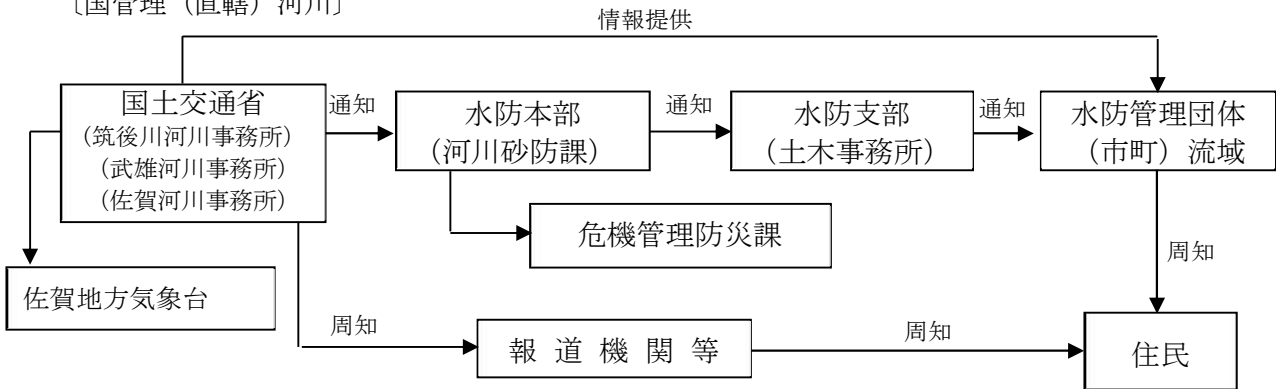 〔国管理（直轄）河川〕
情報提供
国土交通省
（筑後川河川事務所）
（武雄河川事務所）
（佐賀河川事務所）
通知
水防本部
（河川砂防課）
通知
水防支部
（土木事務所）
通知
水防管理団体
（市町）流域
危機管理防災課
周知
佐賀地方気象台
周知
報道機関等
周知
住民